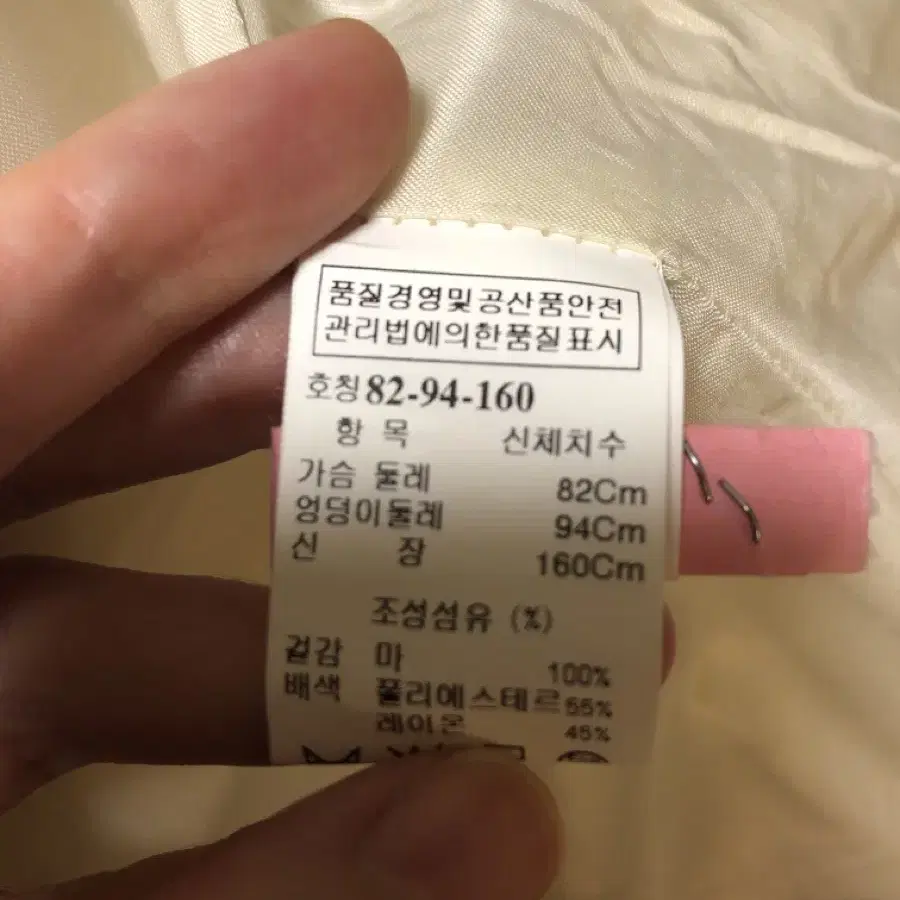 품질경영및공산품안전
관리법에의한품질표시
호칭 82-94-160
항 목 신체치수
가슴 둘레 82Cm
엉덩이둘레 94Cm
신 장 160Cm
조성섬유 (%)
겉감 마 100%
배색 폴리에스테르 55%
레이온 45%